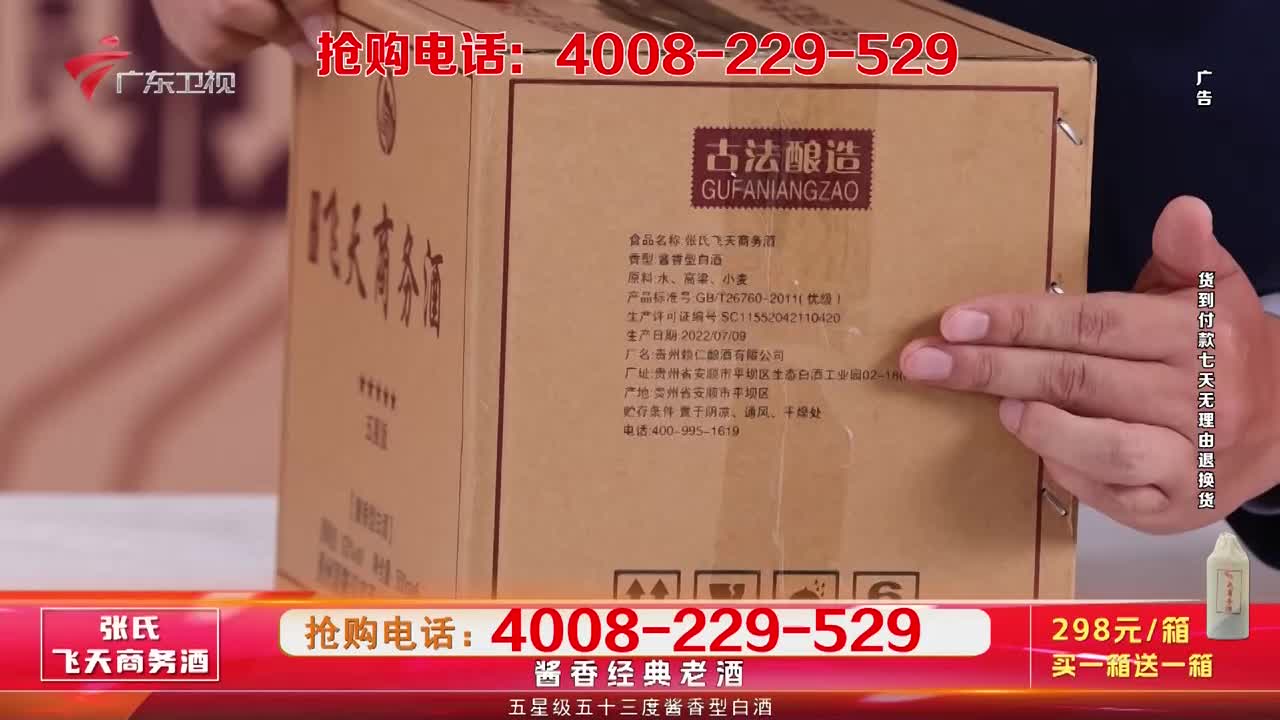 抢购电话：4008-229-529
广东卫视
广告
古法酿造
GUFANIANGZAO
食品名称:张氏飞天商务酒
香型:酱香型白酒
原料:水、高粱、小麦
产品标准号:GB/T26760-2011(优级)
生产许可证编号:SC11552042110420
生产日期:2022/07/09
厂名:贵州赖仁酿酒有限公司
厂址:贵州省安顺市平坝区生态白酒工业园02-18(
产地:贵州省安顺市平坝区
贮存条件:置于阴凉、通风、干燥处
电话:400-995-1619
飞天商务酒
★★★★★
6
货到付款七天无理由退换货
张氏
飞天商务酒
抢购电话：4008-229-529
酱香经典老酒
298元/箱
买一箱送一箱
五星级五十三度酱香型白酒